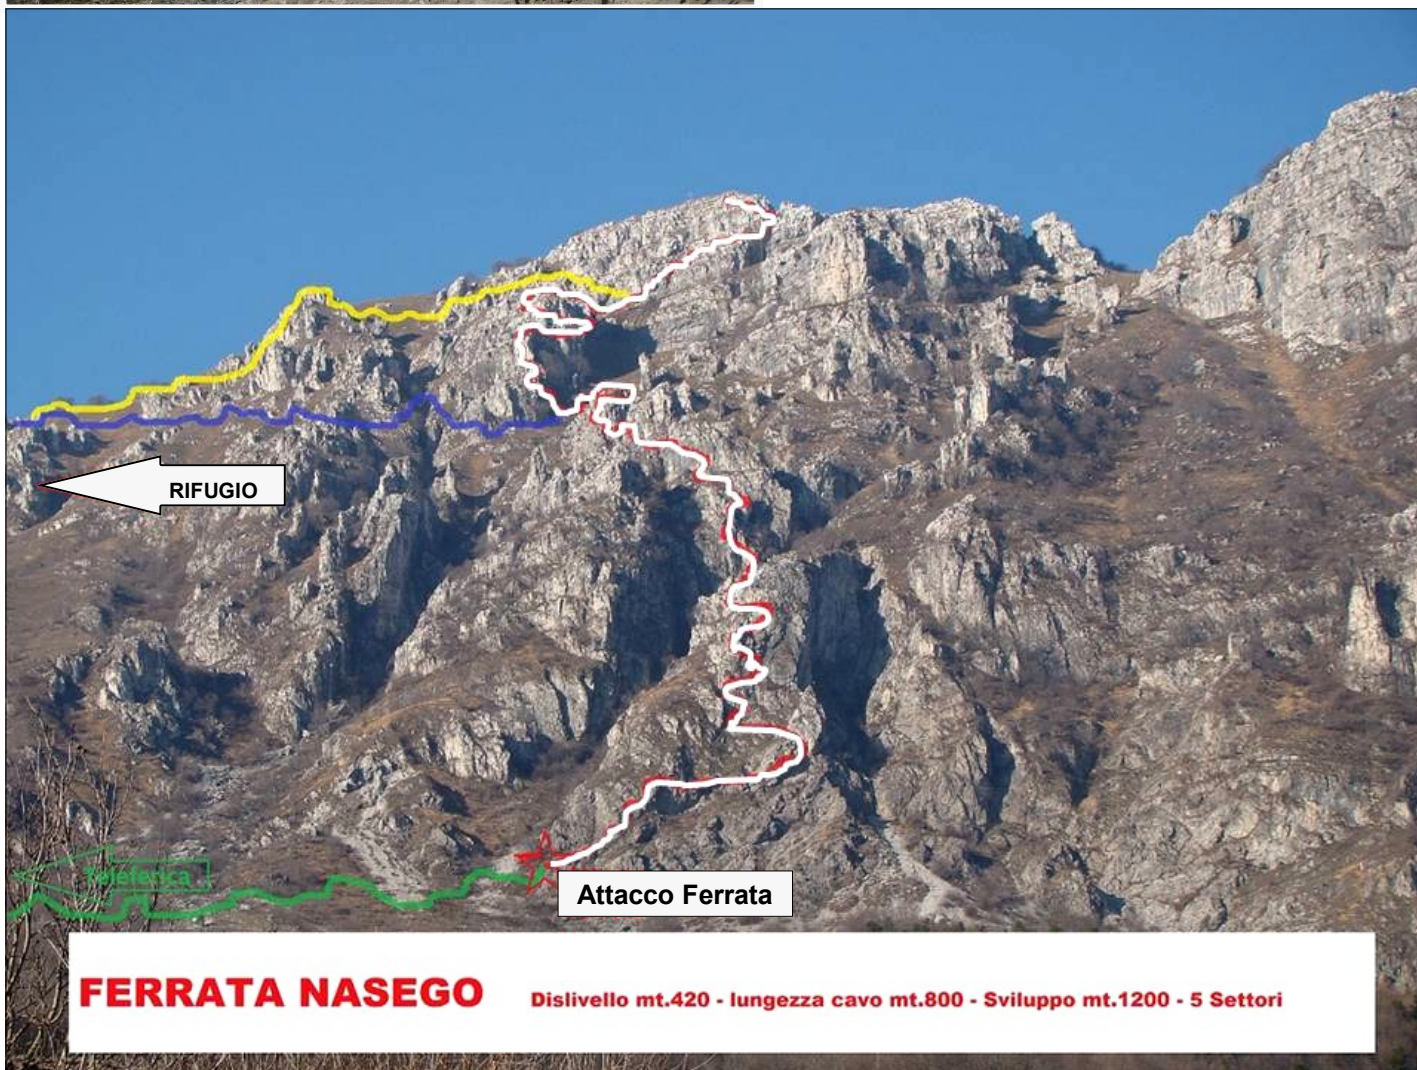 RIFUGIO
Teleferica
Attacco Ferrata
FERRATA NASEGO
Dislivello mt.420 - lungezza cavo mt.800 - Sviluppo mt.1200 - 5 Settori